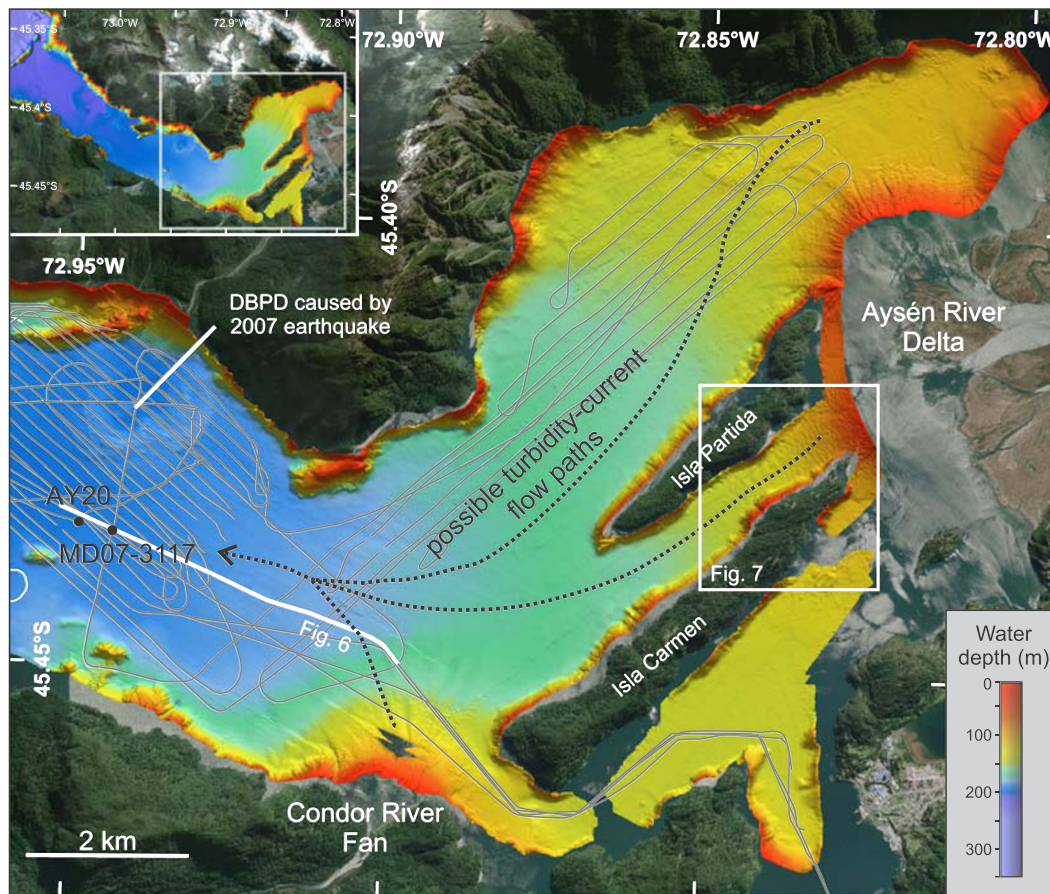 73.0°W
72.9°W
72.8°W
45.35°S
45.4°S
45.45°S
72.90°W
72.85°W
72.80°W
45.40°S
72.95°W
DBPD caused by
2007 earthquake
Aysén River
Delta
Isla Partida
possible turbidity-current
flow paths
AY20
MD07-3117
Fig. 7
Fig. 6
Isla Carmen
45.45°S
Condor River
Fan
2 km
Water
depth (m)
0
100
200
300